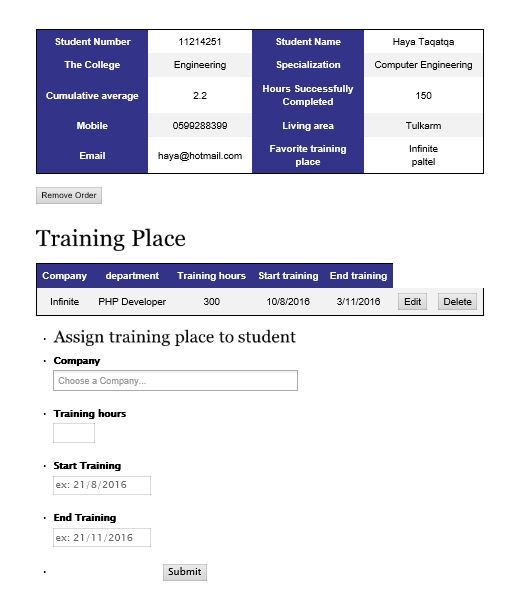 Student Number 11214251 Student Name Haya Taqatqa
The College Engineering Specialization Computer Engineering
Cumulative average 2.2 Hours Successfully Completed 150
Mobile 0599288399 Living area Tulkarm
Email haya@hotmail.com Favorite training place Infinite paltel
Remove Order
Training Place
Company department Training hours Start training End training
Infinite PHP Developer 300 10/8/2016 3/11/2016 Edit Delete
Assign training place to student
Company
Choose a Company...
Training hours
Start Training
ex: 21/8/2016
End Training
ex: 21/11/2016
Submit